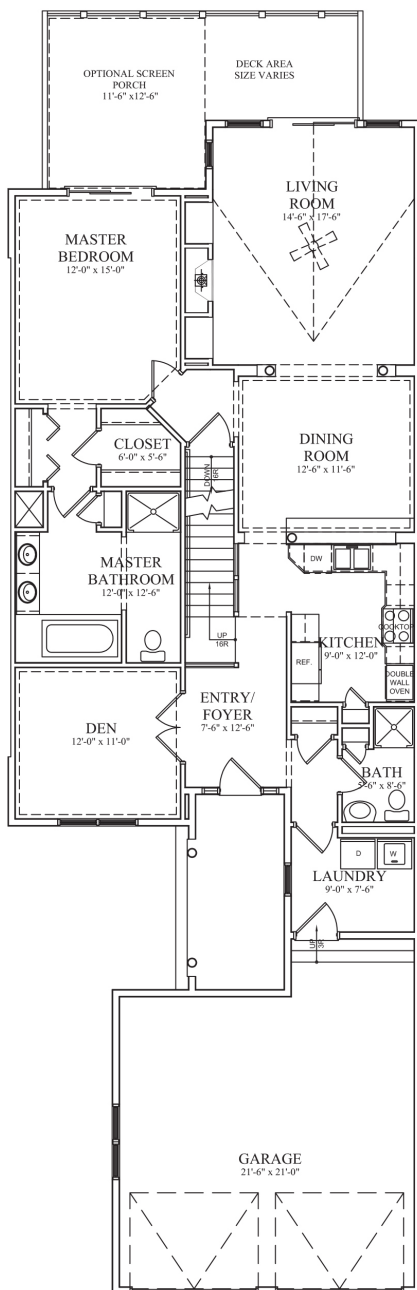 OPTIONAL SCREEN
PORCH
11'-6" x12'-6"
DECK AREA
SIZE VARIES
LIVING
ROOM
14'-6" x 17'-6"
MASTER
BEDROOM
12'-0" x 15'-0"
CLOSET
6'-0" x 5'-6"
DINING
ROOM
12'-6" x 11'-6"
DOWN
16R
MASTER
BATHROOM
12'-0" x 12'-6"
DW
COOKTOP
KITCHEN
9'-0" x 12'-0"
UP
16R
REF.
DOUBLE
WALL
OVEN
ENTRY/
FOYER
7'-6" x 12'-6"
DEN
12'-0" x 11'-0"
BATH
5'-6" x 8'-6"
D
W
LAUNDRY
9'-0" x 7'-6"
UP
3R
GARAGE
21'-6" x 21'-0"